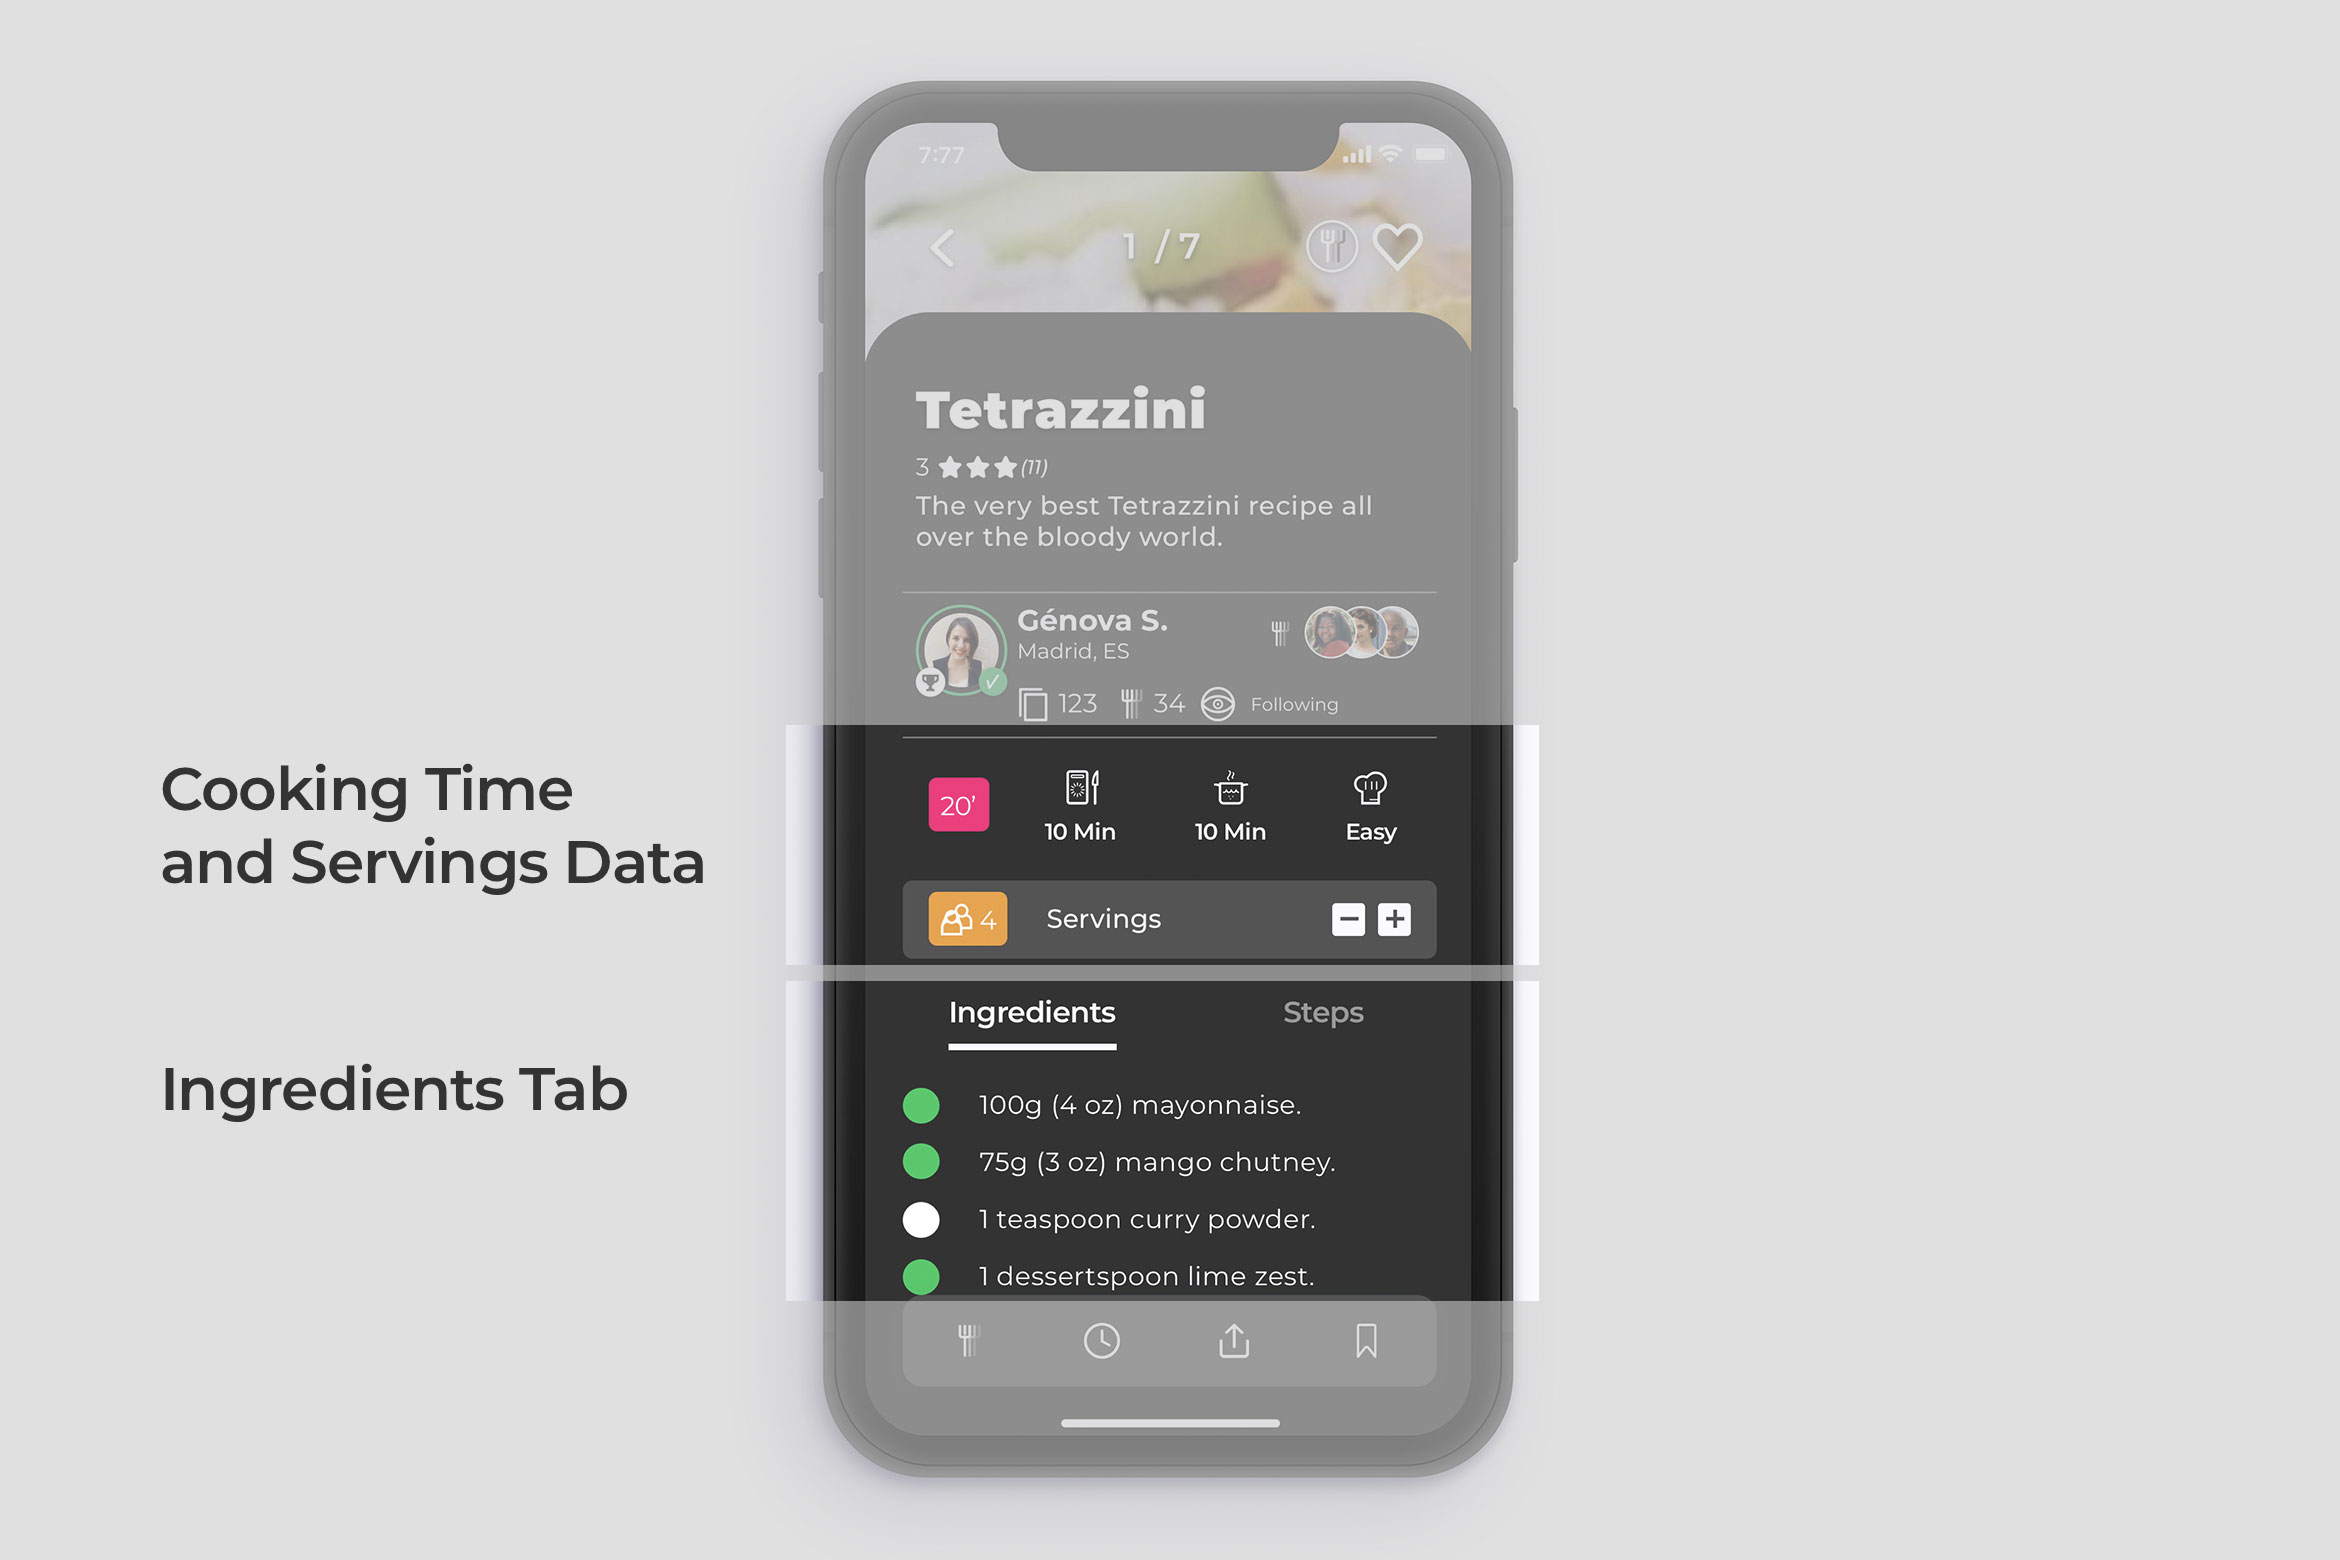 7:77
1 / 7
Tetrazzini
3 (11)
The very best Tetrazzini recipe all
over the bloody world.
Génova S.
Madrid, ES
123 34 Following
Cooking Time
and Servings Data
20’
10 Min 10 Min Easy
4 Servings
Ingredients Tab
Ingredients Steps
100g (4 oz) mayonnaise.
75g (3 oz) mango chutney.
1 teaspoon curry powder.
1 dessertspoon lime zest.